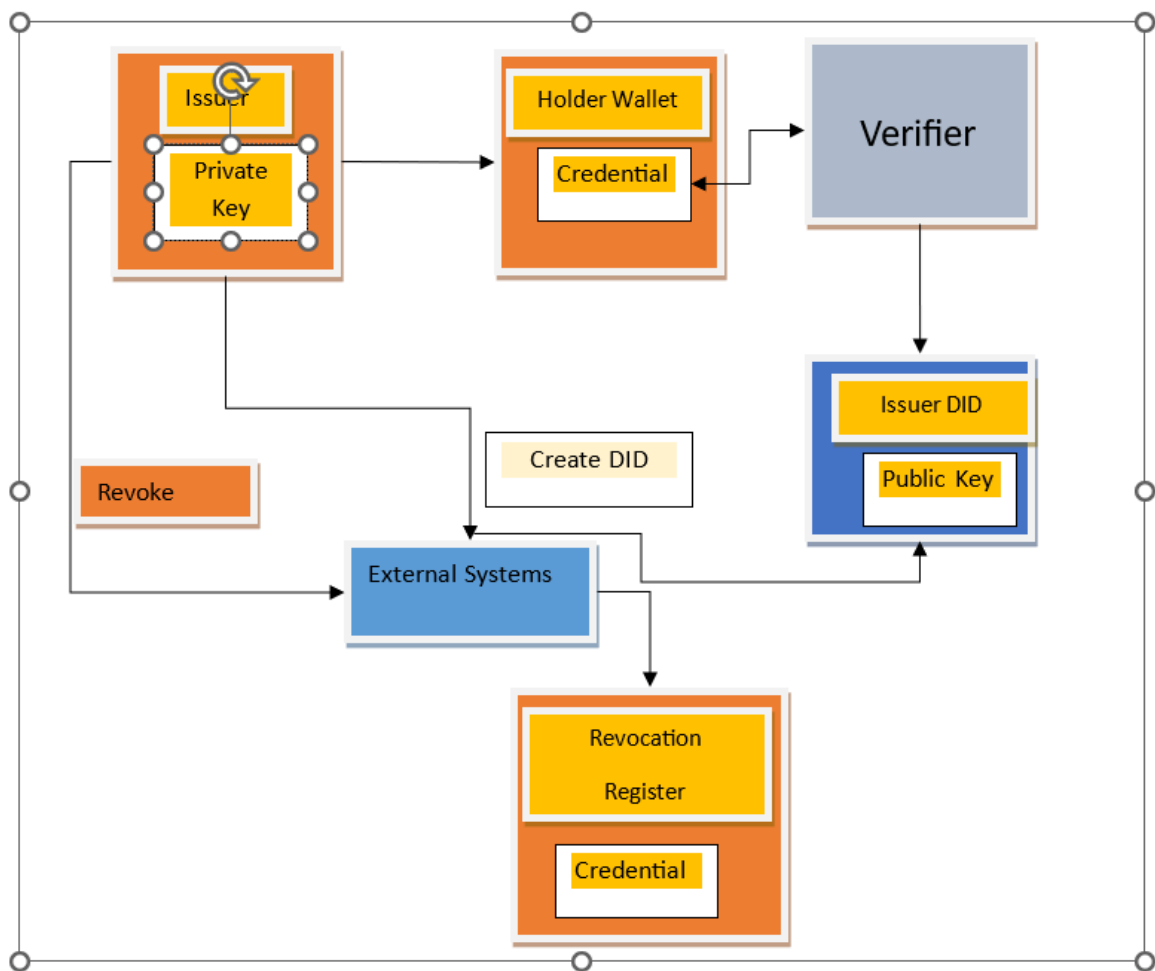 Issuer
Private
Key
Holder Wallet
Credential
Verifier
Issuer DID
Public Key
Create DID
Revoke
External Systems
Revocation
Register
Credential